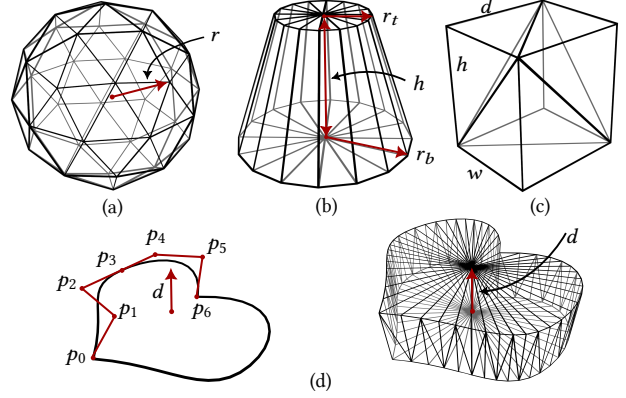 r
(a)
r_t
h
r_b
(b)
d
h
w
(c)
p_4
p_5
p_3
p_2
d
p_1
p_6
p_0
d
(d)